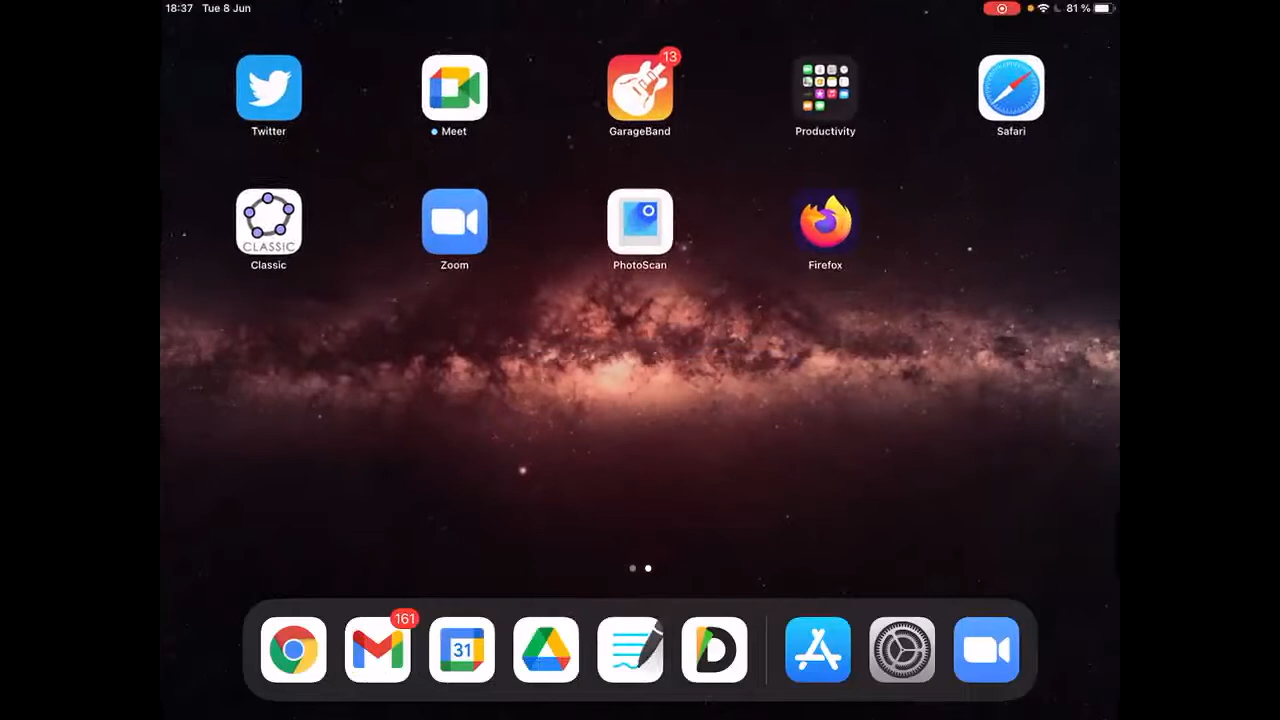 18:37 Tue 8 Jun 81 %
13
Twitter Meet GarageBand Productivity Safari
CLASSIC
Classic Zoom PhotoScan Firefox
161
31